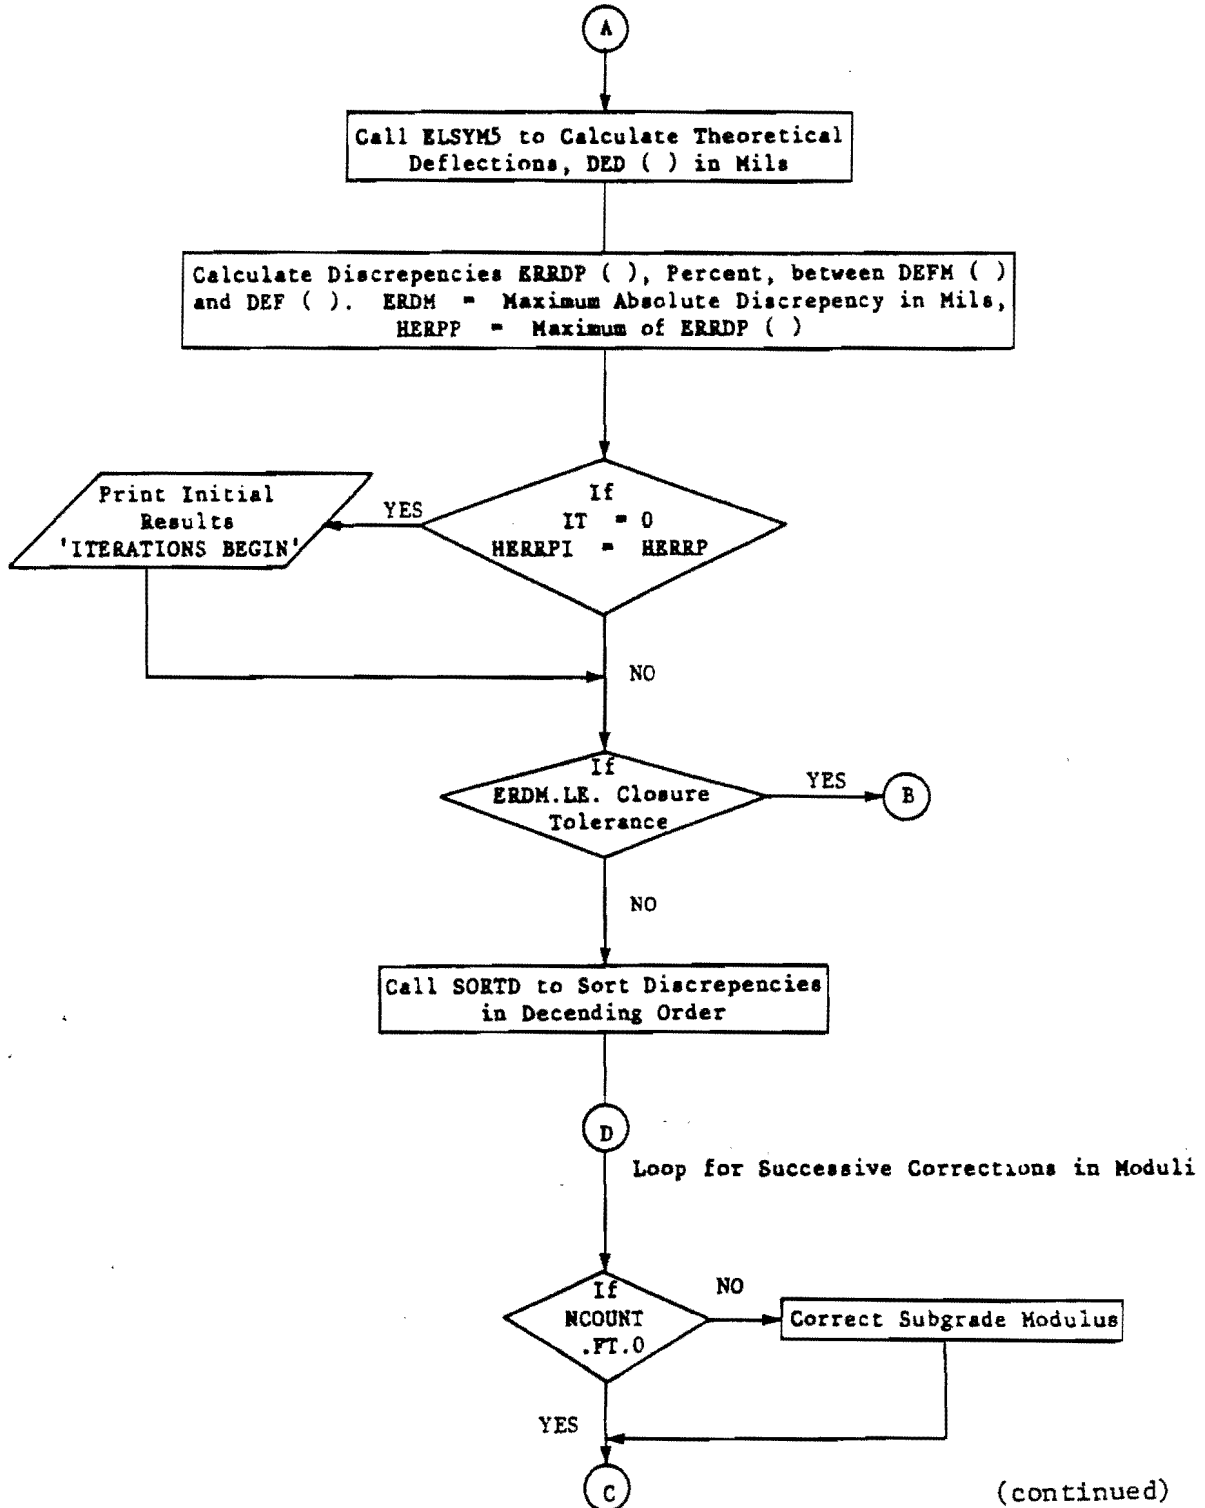 A
Call ELSYM5 to Calculate Theoretical
Deflections, DED ( ) in Mils
Calculate Discrepencies ERRDP ( ), Percent, between DEFM ( )
and DEF ( ). ERDM = Maximum Absolute Discrepency in Mils,
HERPP = Maximum of ERRDP ( )
If
IT = 0
HERRPI = HERRP
YES
Print Initial
Results
'ITERATIONS BEGIN'
NO
If
ERDM.LE. Closure
Tolerance
YES
B
NO
Call SORTD to Sort Discrepencies
in Decending Order
D
Loop for Successive Corrections in Moduli
If
NCOUNT
.FT.0
NO
Correct Subgrade Modulus
YES
C
(continued)